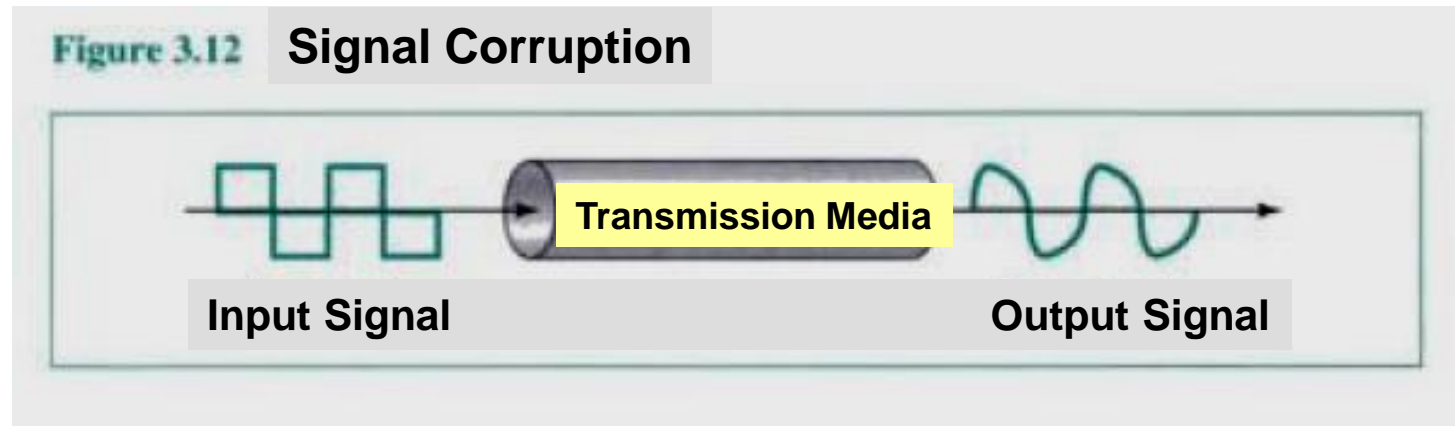 Figure 3.12 Signal Corruption
Transmission Media
Input Signal Output Signal